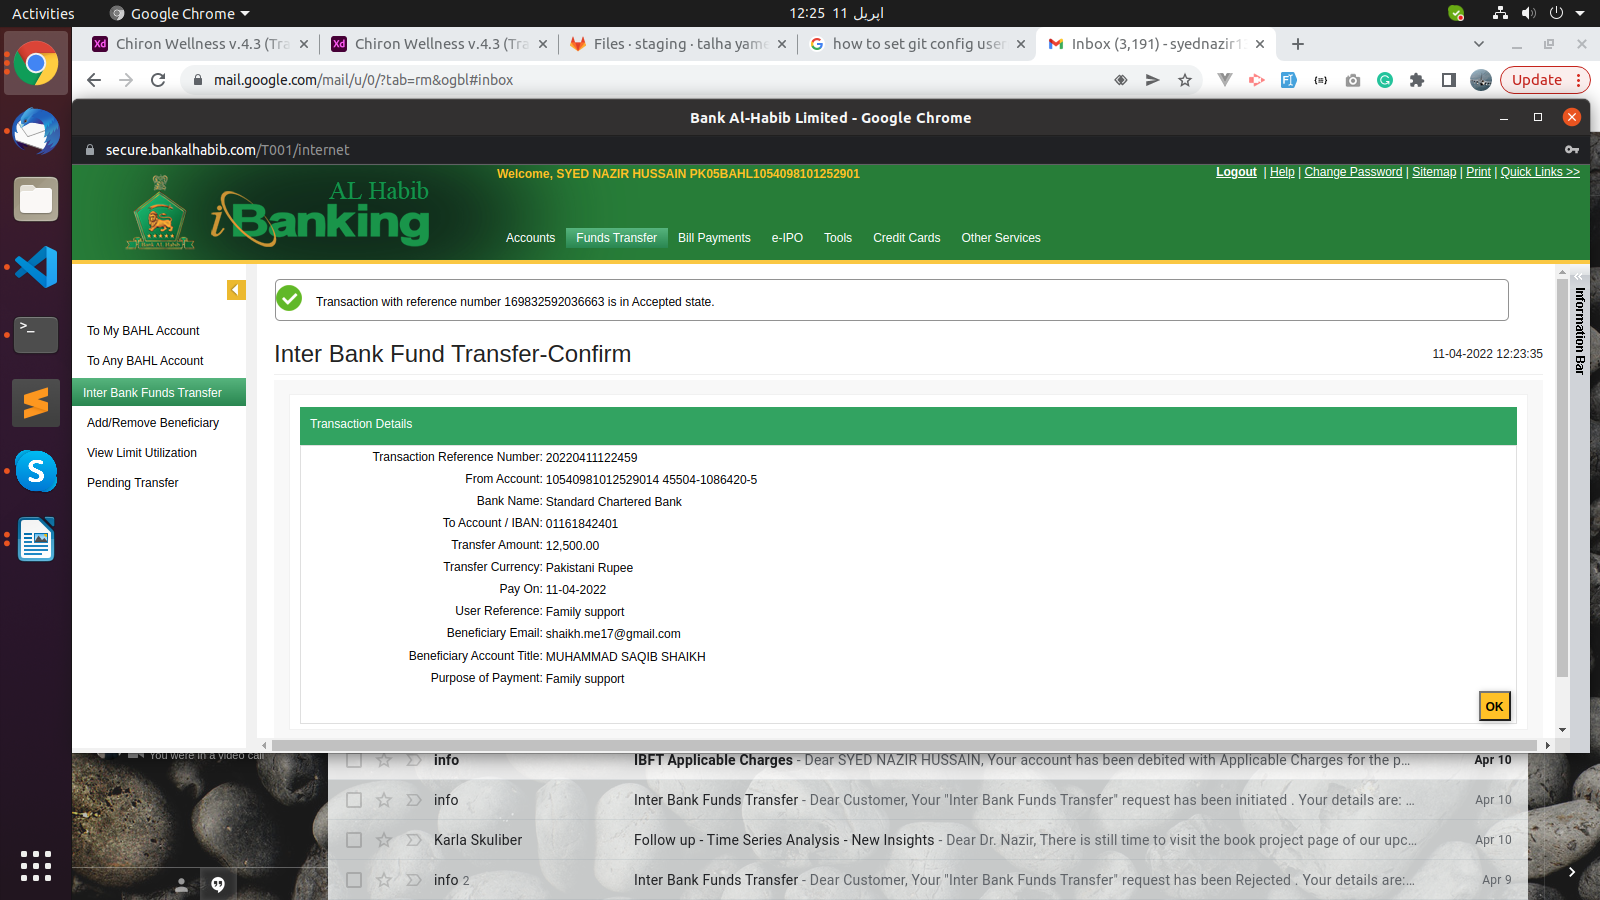 Activities
Google Chrome
12:25 11 اپریل
Chiron Wellness v.4.3 (Tra
Chiron Wellness v.4.3 (Tra
Files · staging · talha yame
how to set git config user
Inbox (3,191) - syednazir1
mail.google.com/mail/u/0/?tab=rm&ogbl#inbox
Update
Bank Al-Habib Limited - Google Chrome
secure.bankalhabib.com/T001/internet
Welcome, SYED NAZIR HUSSAIN PK05BAHL1054098101252901
Logout | Help | Change Password | Sitemap | Print | Quick Links >>
AL Habib
iBanking
Accounts Funds Transfer Bill Payments e-IPO Tools Credit Cards Other Services
To My BAHL Account
To Any BAHL Account
Inter Bank Funds Transfer
Add/Remove Beneficiary
View Limit Utilization
Pending Transfer
Transaction with reference number 169832592036663 is in Accepted state.
Inter Bank Fund Transfer-Confirm
11-04-2022 12:23:35
Information Bar
Transaction Details
Transaction Reference Number: 20220411122459
From Account: 10540981012529014 45504-1086420-5
Bank Name: Standard Chartered Bank
To Account / IBAN: 01161842401
Transfer Amount: 12,500.00
Transfer Currency: Pakistani Rupee
Pay On: 11-04-2022
User Reference: Family support
Beneficiary Email: shaikh.me17@gmail.com
Beneficiary Account Title: MUHAMMAD SAQIB SHAIKH
Purpose of Payment: Family support
OK
You were in a video call
info IBFT Applicable Charges - Dear SYED NAZIR HUSSAIN, Your account has been debited with Applicable Charges for the p... Apr 10
info Inter Bank Funds Transfer - Dear Customer, Your "Inter Bank Funds Transfer" request has been initiated . Your details are: ... Apr 10
Karla Skuliber Follow up - Time Series Analysis - New Insights - Dear Dr. Nazir, There is still time to visit the book project page of our upc... Apr 10
info 2 Inter Bank Funds Transfer - Dear Customer, Your "Inter Bank Funds Transfer" request has been Rejected . Your details are:... Apr 9